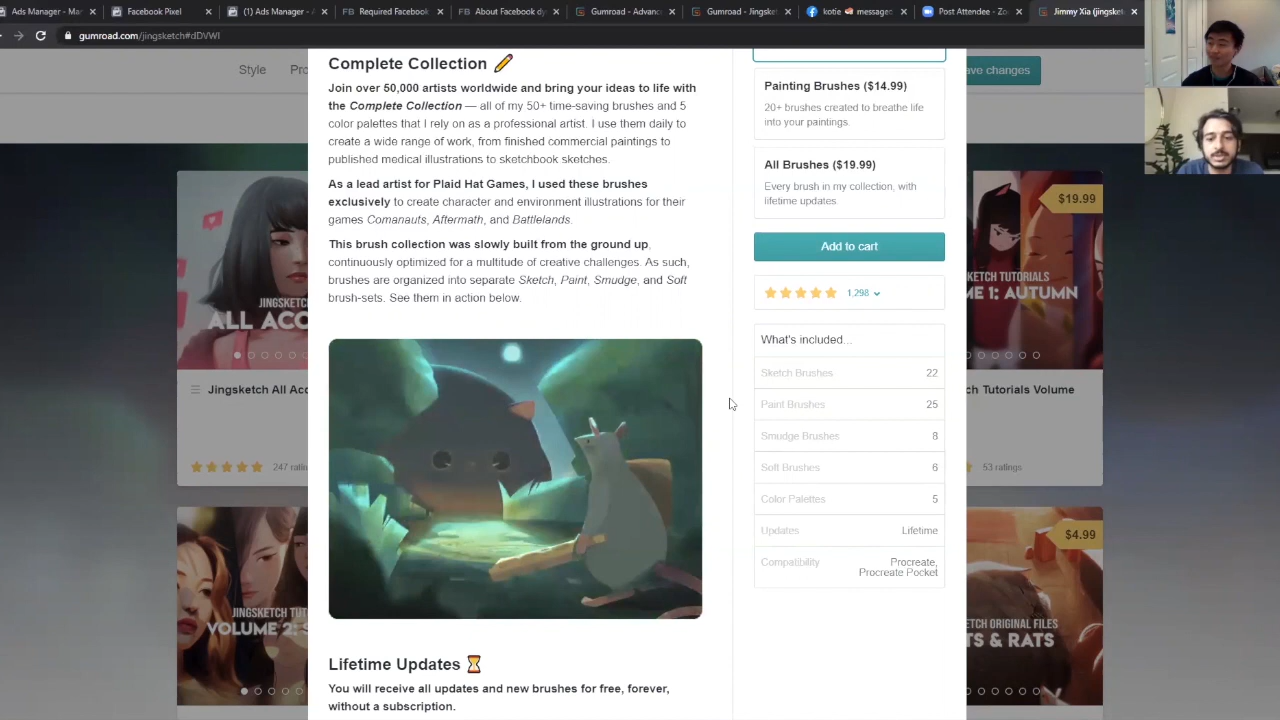 Ads Manager - Ma
Facebook Pixel
(1) Ads Manager - A
Required Facebook
About Facebook dy
Gumroad - Advanc
Gumroad - Jingsket
kotie messages
Post Attendee - Zoo
Jimmy Xia (jingsket
gumroad.com/jingsketch#dDVWI
Style
Pro
ave changes
Complete Collection
Join over 50,000 artists worldwide and bring your ideas to life with
the Complete Collection — all of my 50+ time-saving brushes and 5
color palettes that I rely on as a professional artist. I use them daily to
create a wide range of work, from finished commercial paintings to
published medical illustrations to sketchbook sketches.
As a lead artist for Plaid Hat Games, I used these brushes
exclusively to create character and environment illustrations for their
games Comanauts, Aftermath, and Battlelands.
This brush collection was slowly built from the ground up,
continuously optimized for a multitude of creative challenges. As such,
brushes are organized into separate Sketch, Paint, Smudge, and Soft
brush-sets. See them in action below.
Lifetime Updates
You will receive all updates and new brushes for free, forever,
without a subscription.
Painting Brushes ($14.99)
20+ brushes created to breathe life
into your paintings.
All Brushes ($19.99)
Every brush in my collection, with
lifetime updates.
Add to cart
1,298
What's included...
Sketch Brushes 22
Paint Brushes 25
Smudge Brushes 8
Soft Brushes 6
Color Palettes 5
Updates Lifetime
Compatibility Procreate,
Procreate Pocket
JINGSKETCH
ALL ACC
Jingsketch All Acc
247 ratin
JINGSKETCH TUT
VOLUME 2: S
$19.99
SKETCH TUTORIALS
ME 1: AUTUMN
ch Tutorials Volume
53 ratings
$4.99
ETCH ORIGINAL FILES
TS & RATS